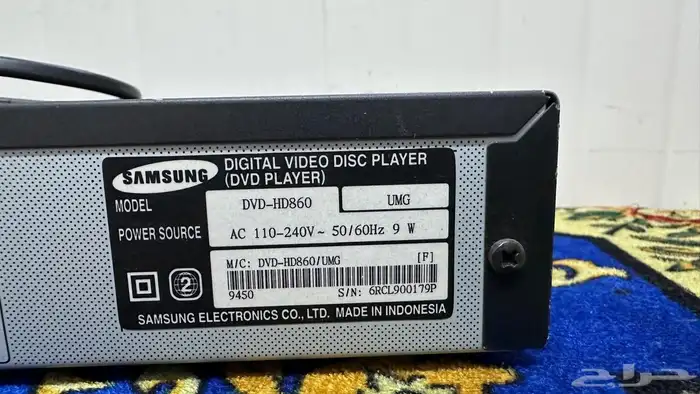 SAMSUNG
DIGITAL VIDEO DISC PLAYER
(DVD PLAYER)
MODEL
DVD-HD860
UMG
POWER SOURCE
AC 110-240V~ 50/60Hz 9 W
M/C: DVD-HD860/UMG [F]
2
9450 S/N: 6RCL900179P
SAMSUNG ELECTRONICS CO., LTD. MADE IN INDONESIA
حراج